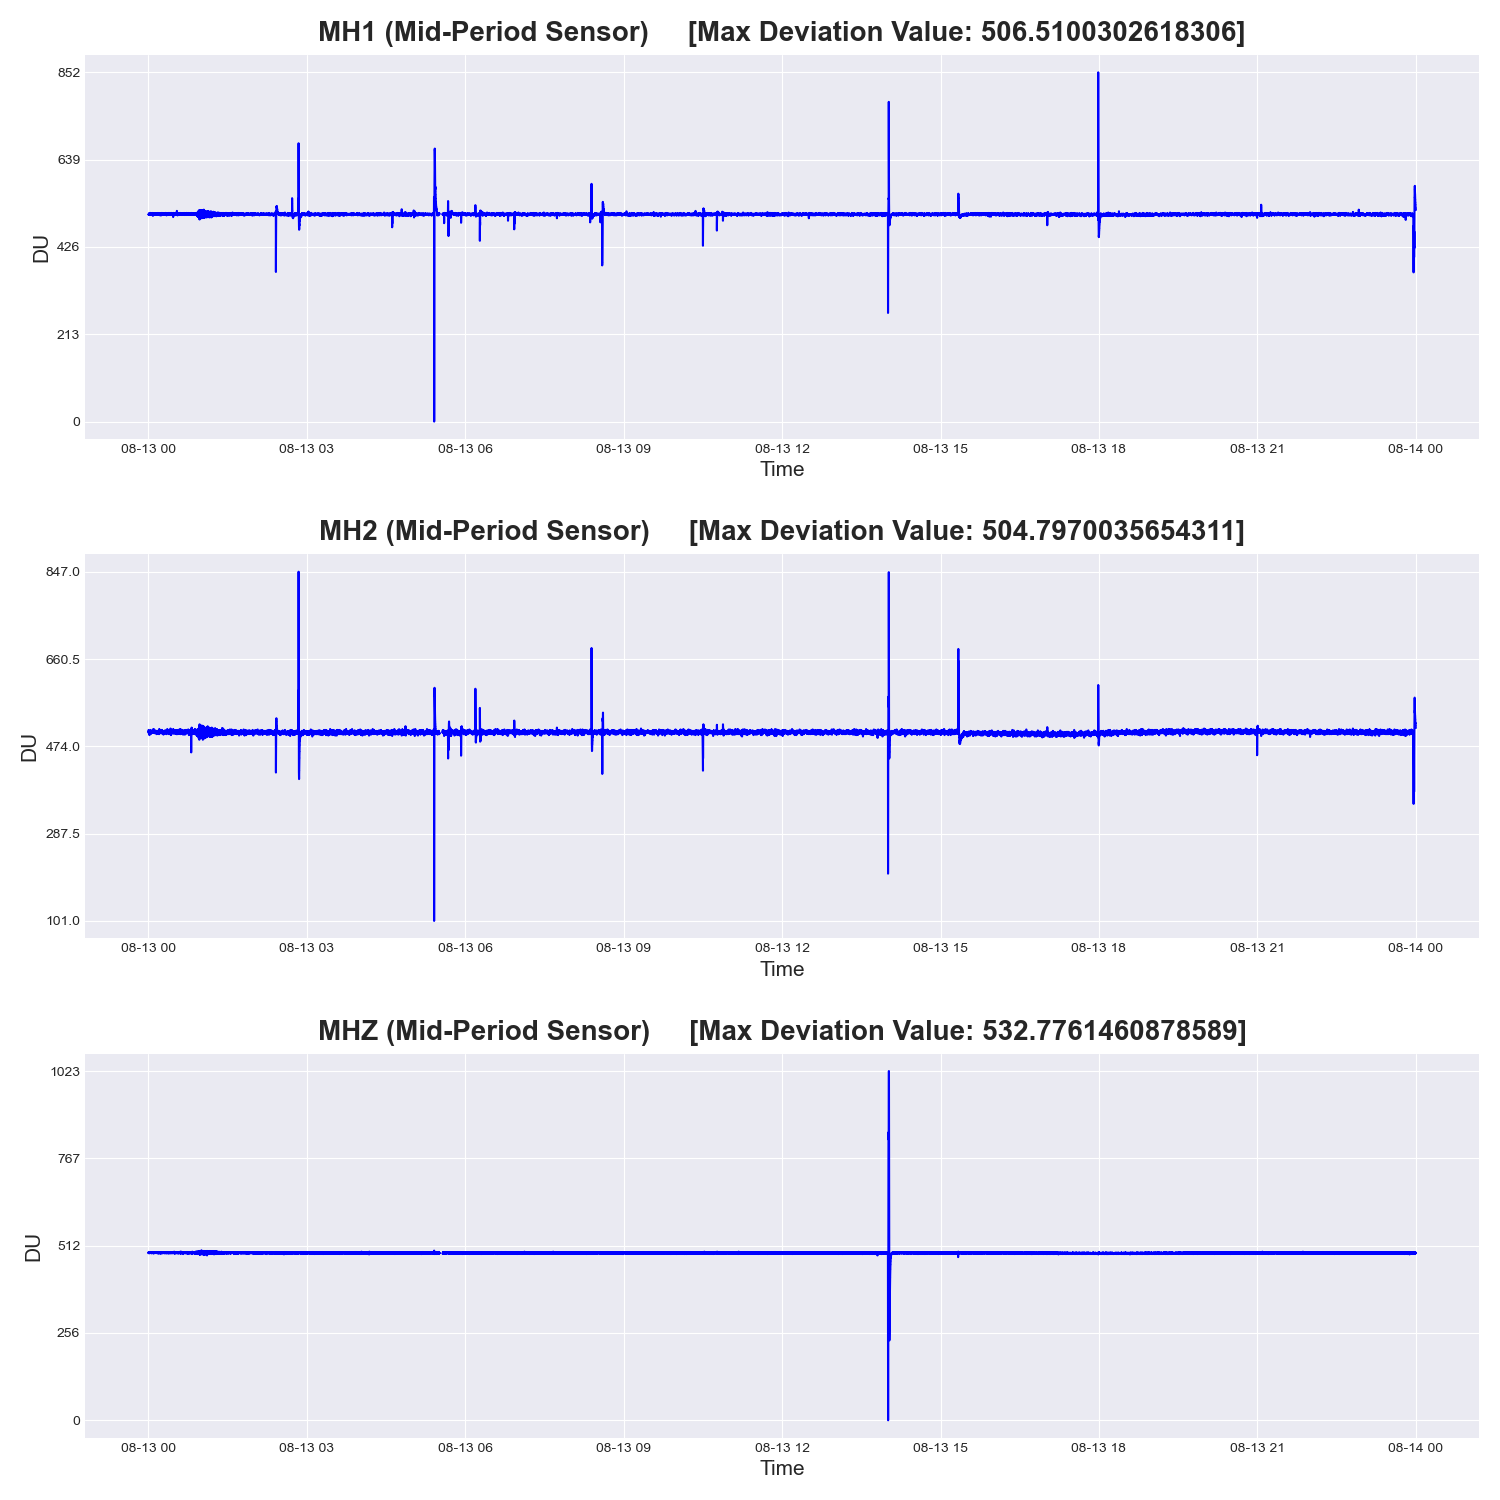 MH1 (Mid-Period Sensor) [Max Deviation Value: 506.5100302618306]
852
639
426
213
0
DU
08-13 00 08-13 03 08-13 06 08-13 09 08-13 12 08-13 15 08-13 18 08-13 21 08-14 00
Time
MH2 (Mid-Period Sensor) [Max Deviation Value: 504.7970035654311]
847.0
660.5
474.0
287.5
101.0
DU
08-13 00 08-13 03 08-13 06 08-13 09 08-13 12 08-13 15 08-13 18 08-13 21 08-14 00
Time
MHZ (Mid-Period Sensor) [Max Deviation Value: 532.7761460878589]
1023
767
512
256
0
DU
08-13 00 08-13 03 08-13 06 08-13 09 08-13 12 08-13 15 08-13 18 08-13 21 08-14 00
Time